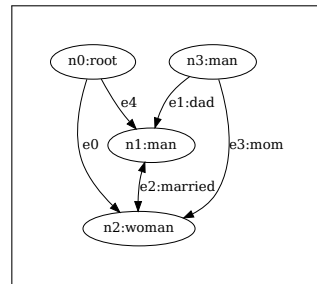 n0:root n3:man
e4 e1:dad
e0 n1:man e3:mom
e2:married
n2:woman